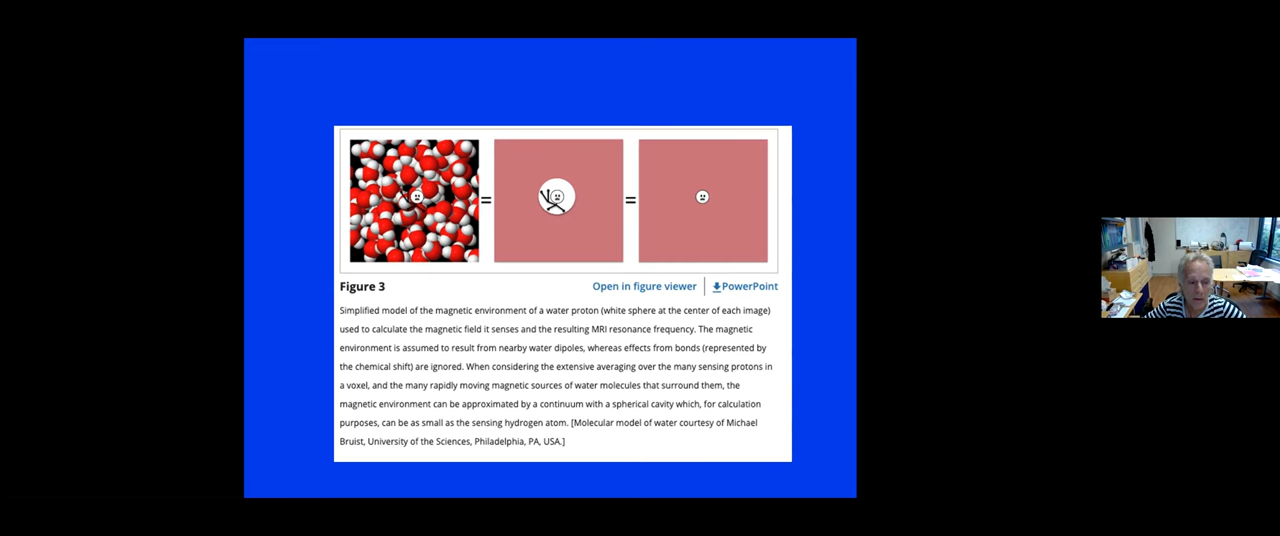 = =
Figure 3 Open in figure viewer PowerPoint
Simplified model of the magnetic environment of a water proton (white sphere at the center of each image)
used to calculate the magnetic field it senses and the resulting MRI resonance frequency. The magnetic
environment is assumed to result from nearby water dipoles, whereas effects from bonds (represented by
the chemical shift) are ignored. When considering the extensive averaging over the many sensing protons in
a voxel, and the many rapidly moving magnetic sources of water molecules that surround them, the
magnetic environment can be approximated by a continuum with a spherical cavity which, for calculation
purposes, can be as small as the sensing hydrogen atom. [Molecular model of water courtesy of Michael
Bruist, University of the Sciences, Philadelphia, PA, USA.]